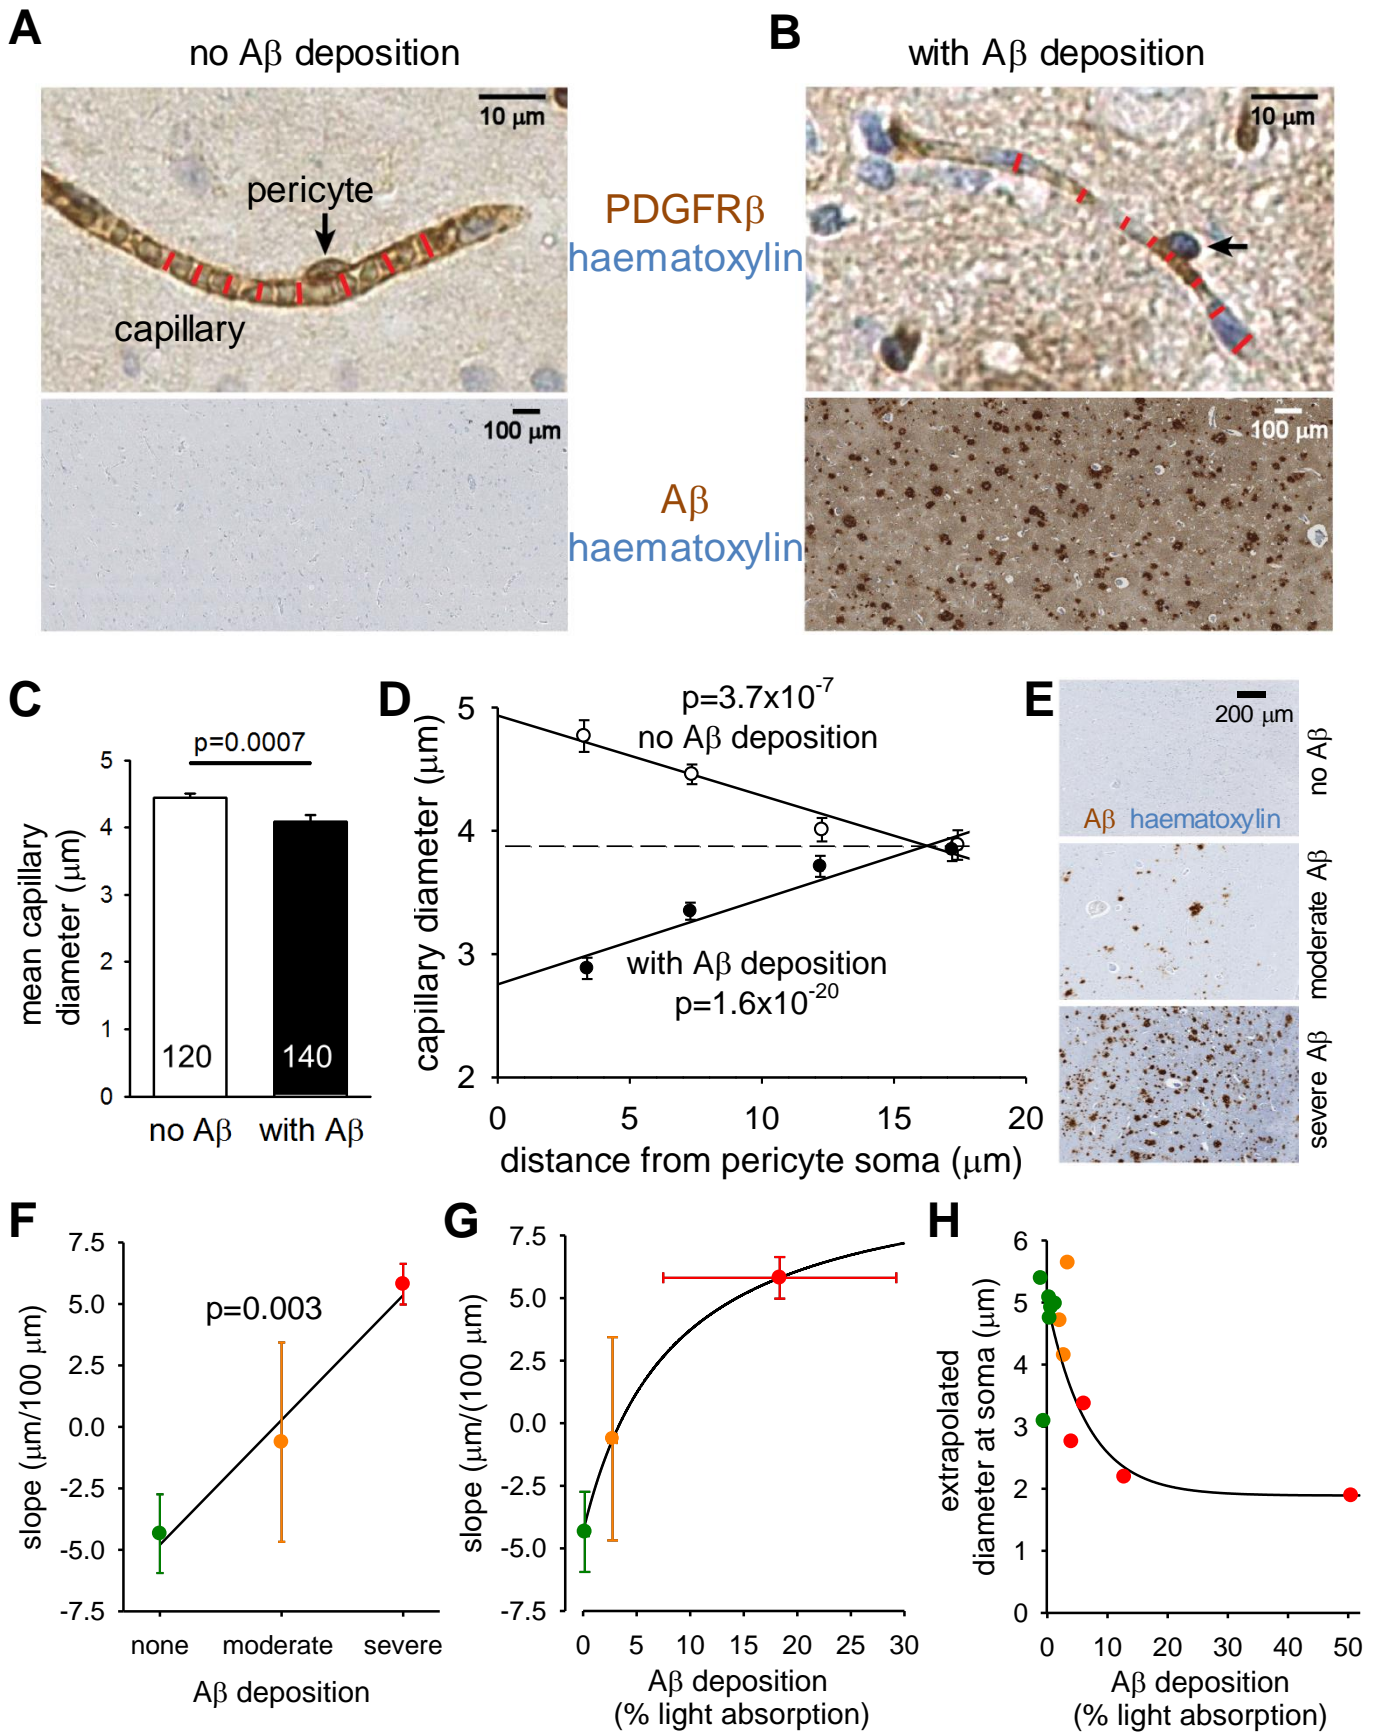 A
no Aβ deposition
10 μm
pericyte
capillary
100 μm
PDGFRβ
haematoxylin
Aβ
haematoxylin
B
with Aβ deposition
10 μm
100 μm
C
p=0.0007
5
4
3
2
1
0
mean capillary
diameter (μm)
120
140
no Aβ
with Aβ
D
p=3.7x10-7
no Aβ deposition
with Aβ deposition
p=1.6x10-20
5
4
3
2
capillary diameter (μm)
0 5 10 15 20
distance from pericyte soma (μm)
E
200 μm
Aβ haematoxylin
no Aβ
moderate Aβ
severe Aβ
F
7.5
5.0
2.5
0.0
-2.5
-5.0
-7.5
slope (μm/100 μm)
p=0.003
none moderate severe
Aβ deposition
G
7.5
5.0
2.5
0.0
-2.5
-5.0
-7.5
slope (μm/(100 μm)
0 5 10 15 20 25 30
Aβ deposition
(% light absorption)
H
6
5
4
3
2
1
0
extrapolated
diameter at soma (μm)
0 10 20 30 40 50
Aβ deposition
(% light absorption)